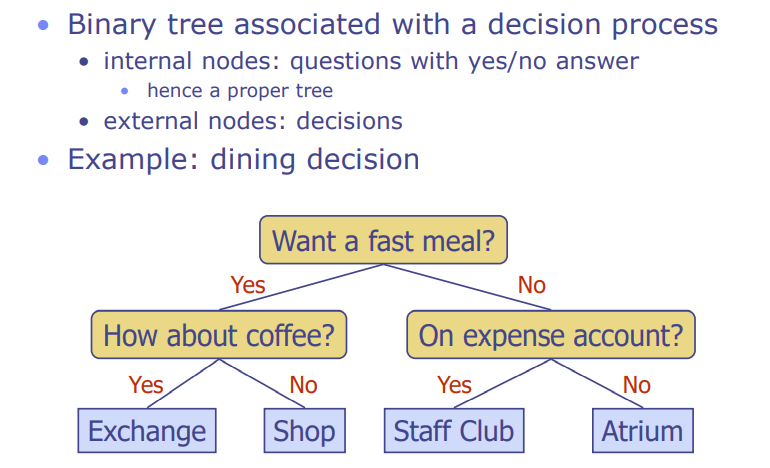 Binary tree associated with a decision process
internal nodes: questions with yes/no answer
hence a proper tree
external nodes: decisions
Example: dining decision
Want a fast meal?
Yes No
How about coffee? On expense account?
Yes No Yes No
Exchange Shop Staff Club Atrium